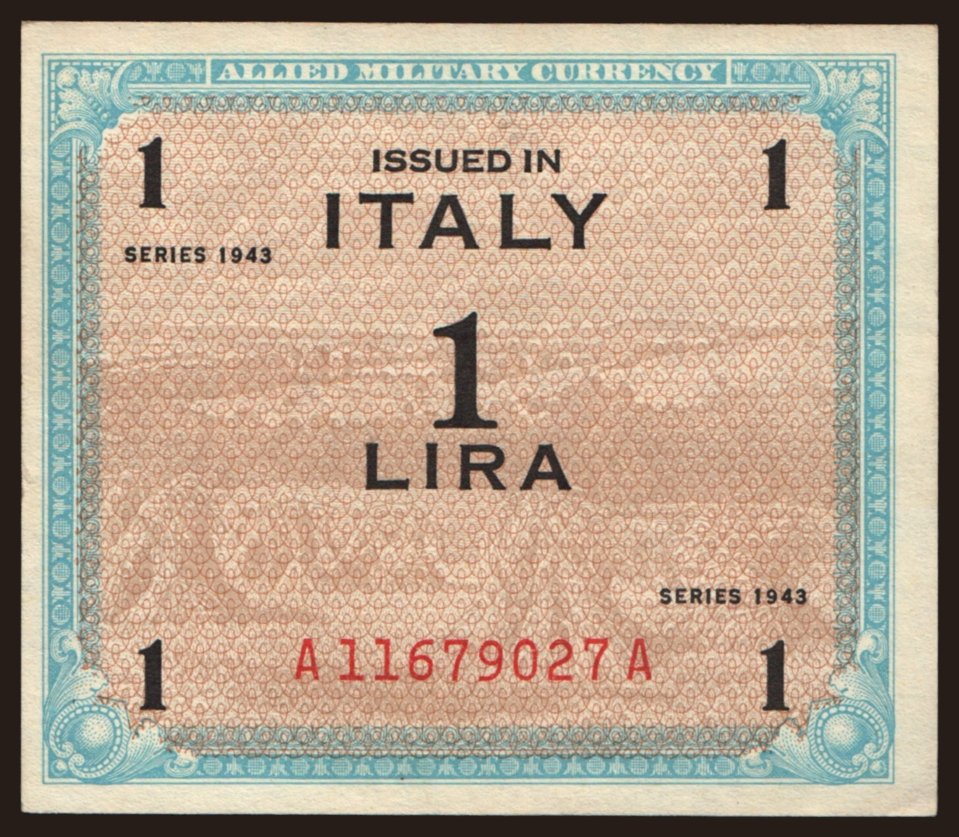 ALLIED MILITARY CURRENCY
1 ISSUED IN 1
ITALY
SERIES 1943
1
LIRA
SERIES 1943
1 A11679027A 1